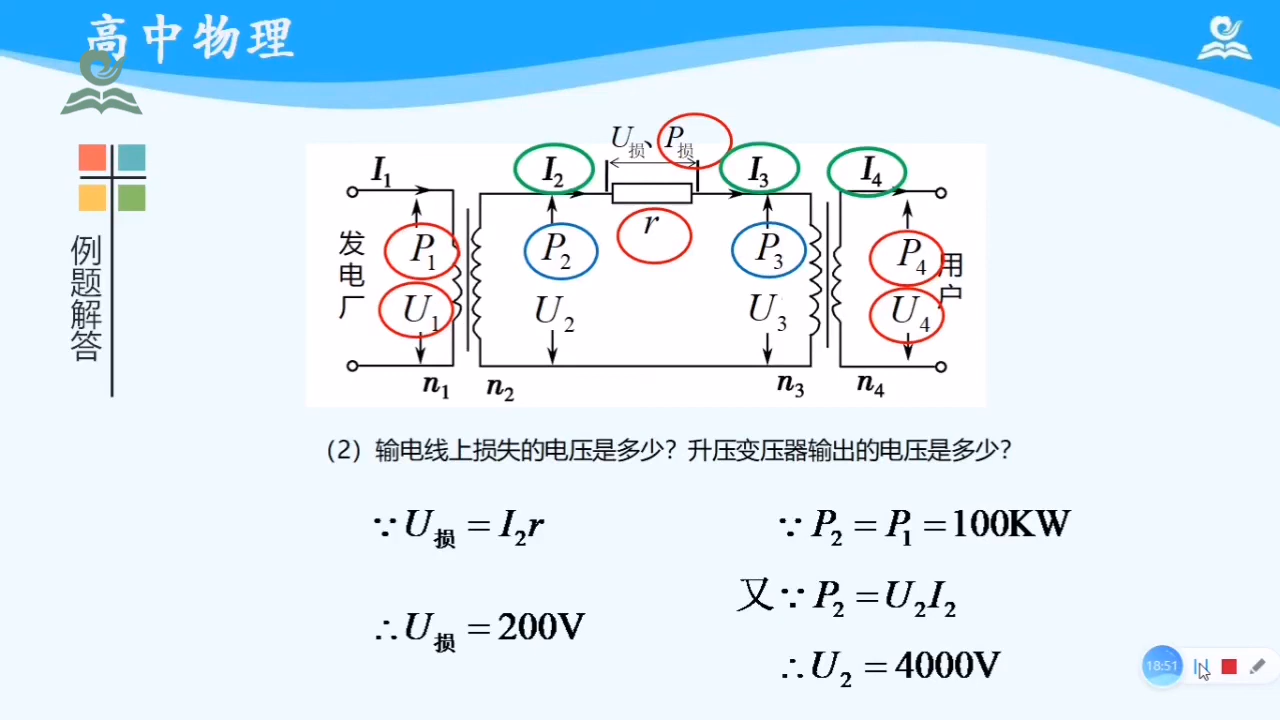 高中物理
例题解答
U损、P损
I₁ I₂ I₃ I₄
发电厂 P₁ P₂ r P₃ P₄ 用户
U₁ U₂ U₃ U₄
n₁ n₂ n₃ n₄
（2）输电线上损失的电压是多少？升压变压器输出的电压是多少？
∵U损=I₂r ∵P₂=P₁=100KW
又∵P₂=U₂I₂
∴U损=200V
∴U₂=4000V
18:51